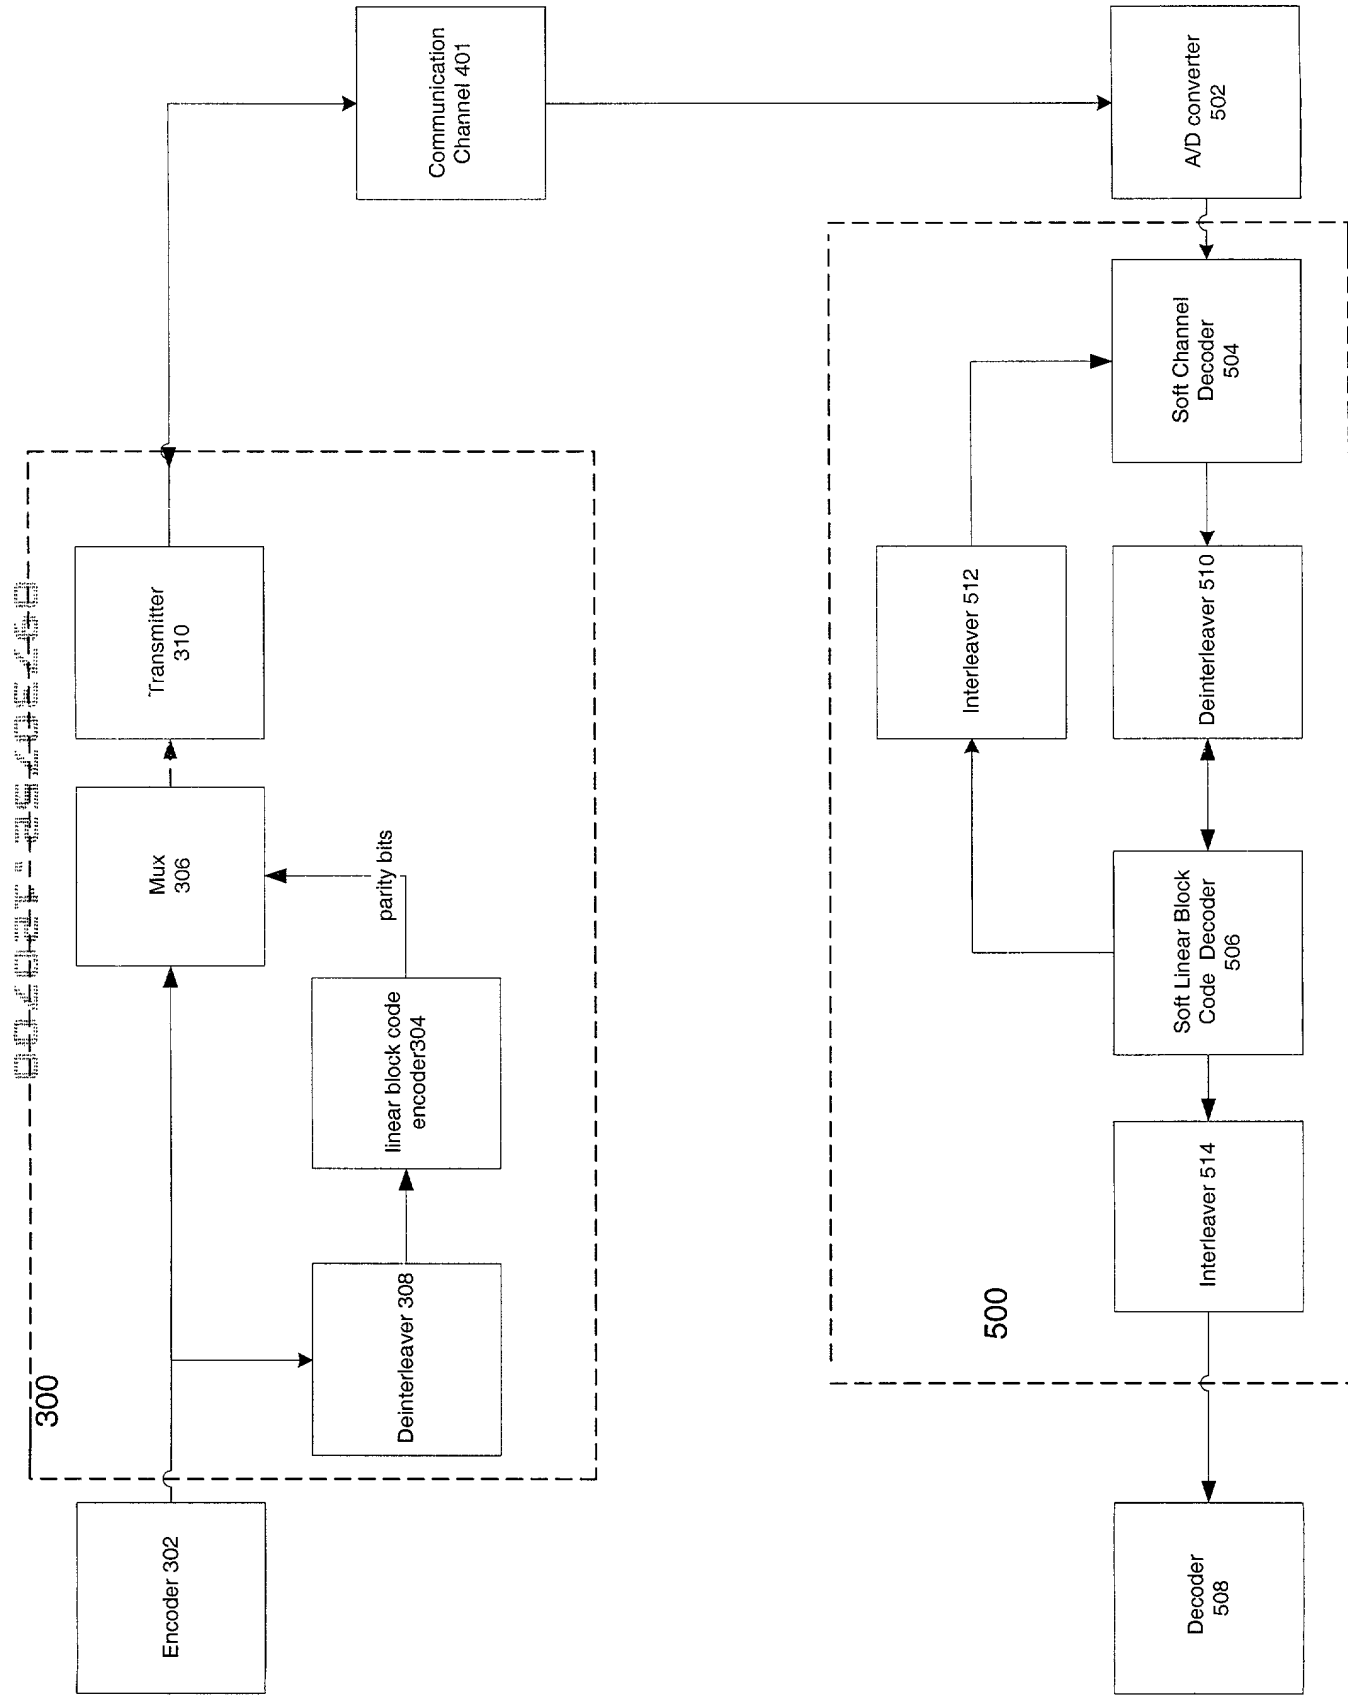 300
Encoder 302
Deinterleaver 308
linear block code
encoder304
parity bits
Mux
306
Transmitter
310
Communication
Channel 401
500
A/D converter
502
Soft Channel
Decoder
504
Interleaver 512
Deinterleaver 510
Soft Linear Block
Code Decoder
506
Interleaver 514
Decoder
508